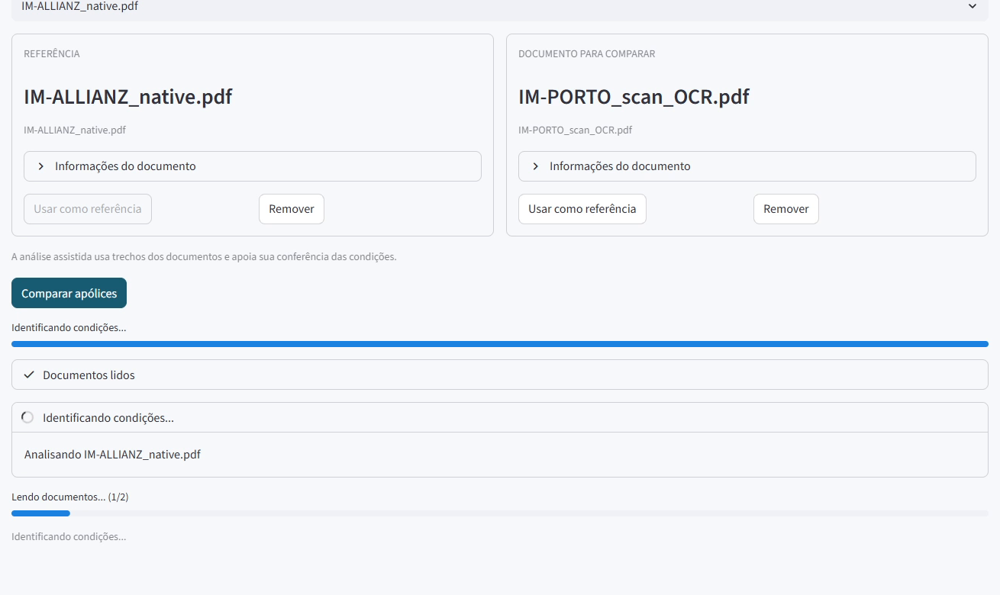 IM-ALLIANZ_native.pdf
REFERÊNCIA
IM-ALLIANZ_native.pdf
IM-ALLIANZ_native.pdf
Informações do documento
Usar como referência
Remover
DOCUMENTO PARA COMPARAR
IM-PORTO_scan_OCR.pdf
IM-PORTO_scan_OCR.pdf
Informações do documento
Usar como referência
Remover
A análise assistida usa trechos dos documentos e apoia sua conferência das condições.
Comparar apólices
Identificando condições...
Documentos lidos
Identificando condições...
Analisando IM-ALLIANZ_native.pdf
Lendo documentos... (1/2)
Identificando condições...